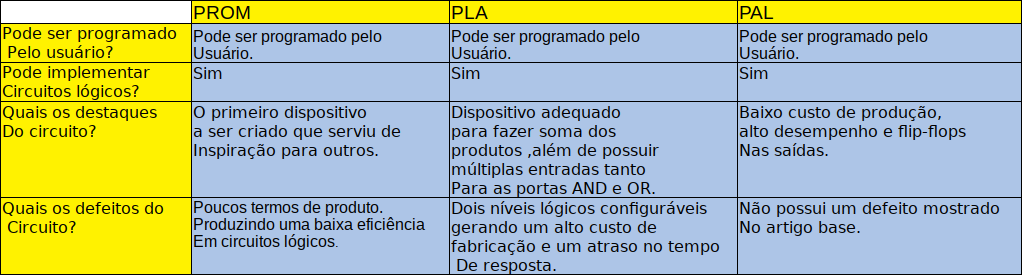 PROM
PLA
PAL
Pode ser programado
Pelo usuário?
Pode ser programado pelo
Usuário.
Pode ser programado pelo
Usuário.
Pode ser programado pelo
Usuário.
Pode implementar
Circuitos lógicos?
Sim
Sim
Sim
Quais os destaques
Do circuito?
O primeiro dispositivo
a ser criado que serviu de
Inspiração para outros.
Dispositivo adequado
para fazer soma dos
produtos ,além de possuir
múltiplas entradas tanto
Para as portas AND e OR.
Baixo custo de produção,
alto desempenho e flip-flops
Nas saídas.
Quais os defeitos do
Circuito?
Poucos termos de produto.
Produzindo uma baixa eficiência
Em circuitos lógicos.
Dois níveis lógicos configuráveis
gerando um alto custo de
fabricação e um atraso no tempo
De resposta.
Não possui um defeito mostrado
No artigo base.